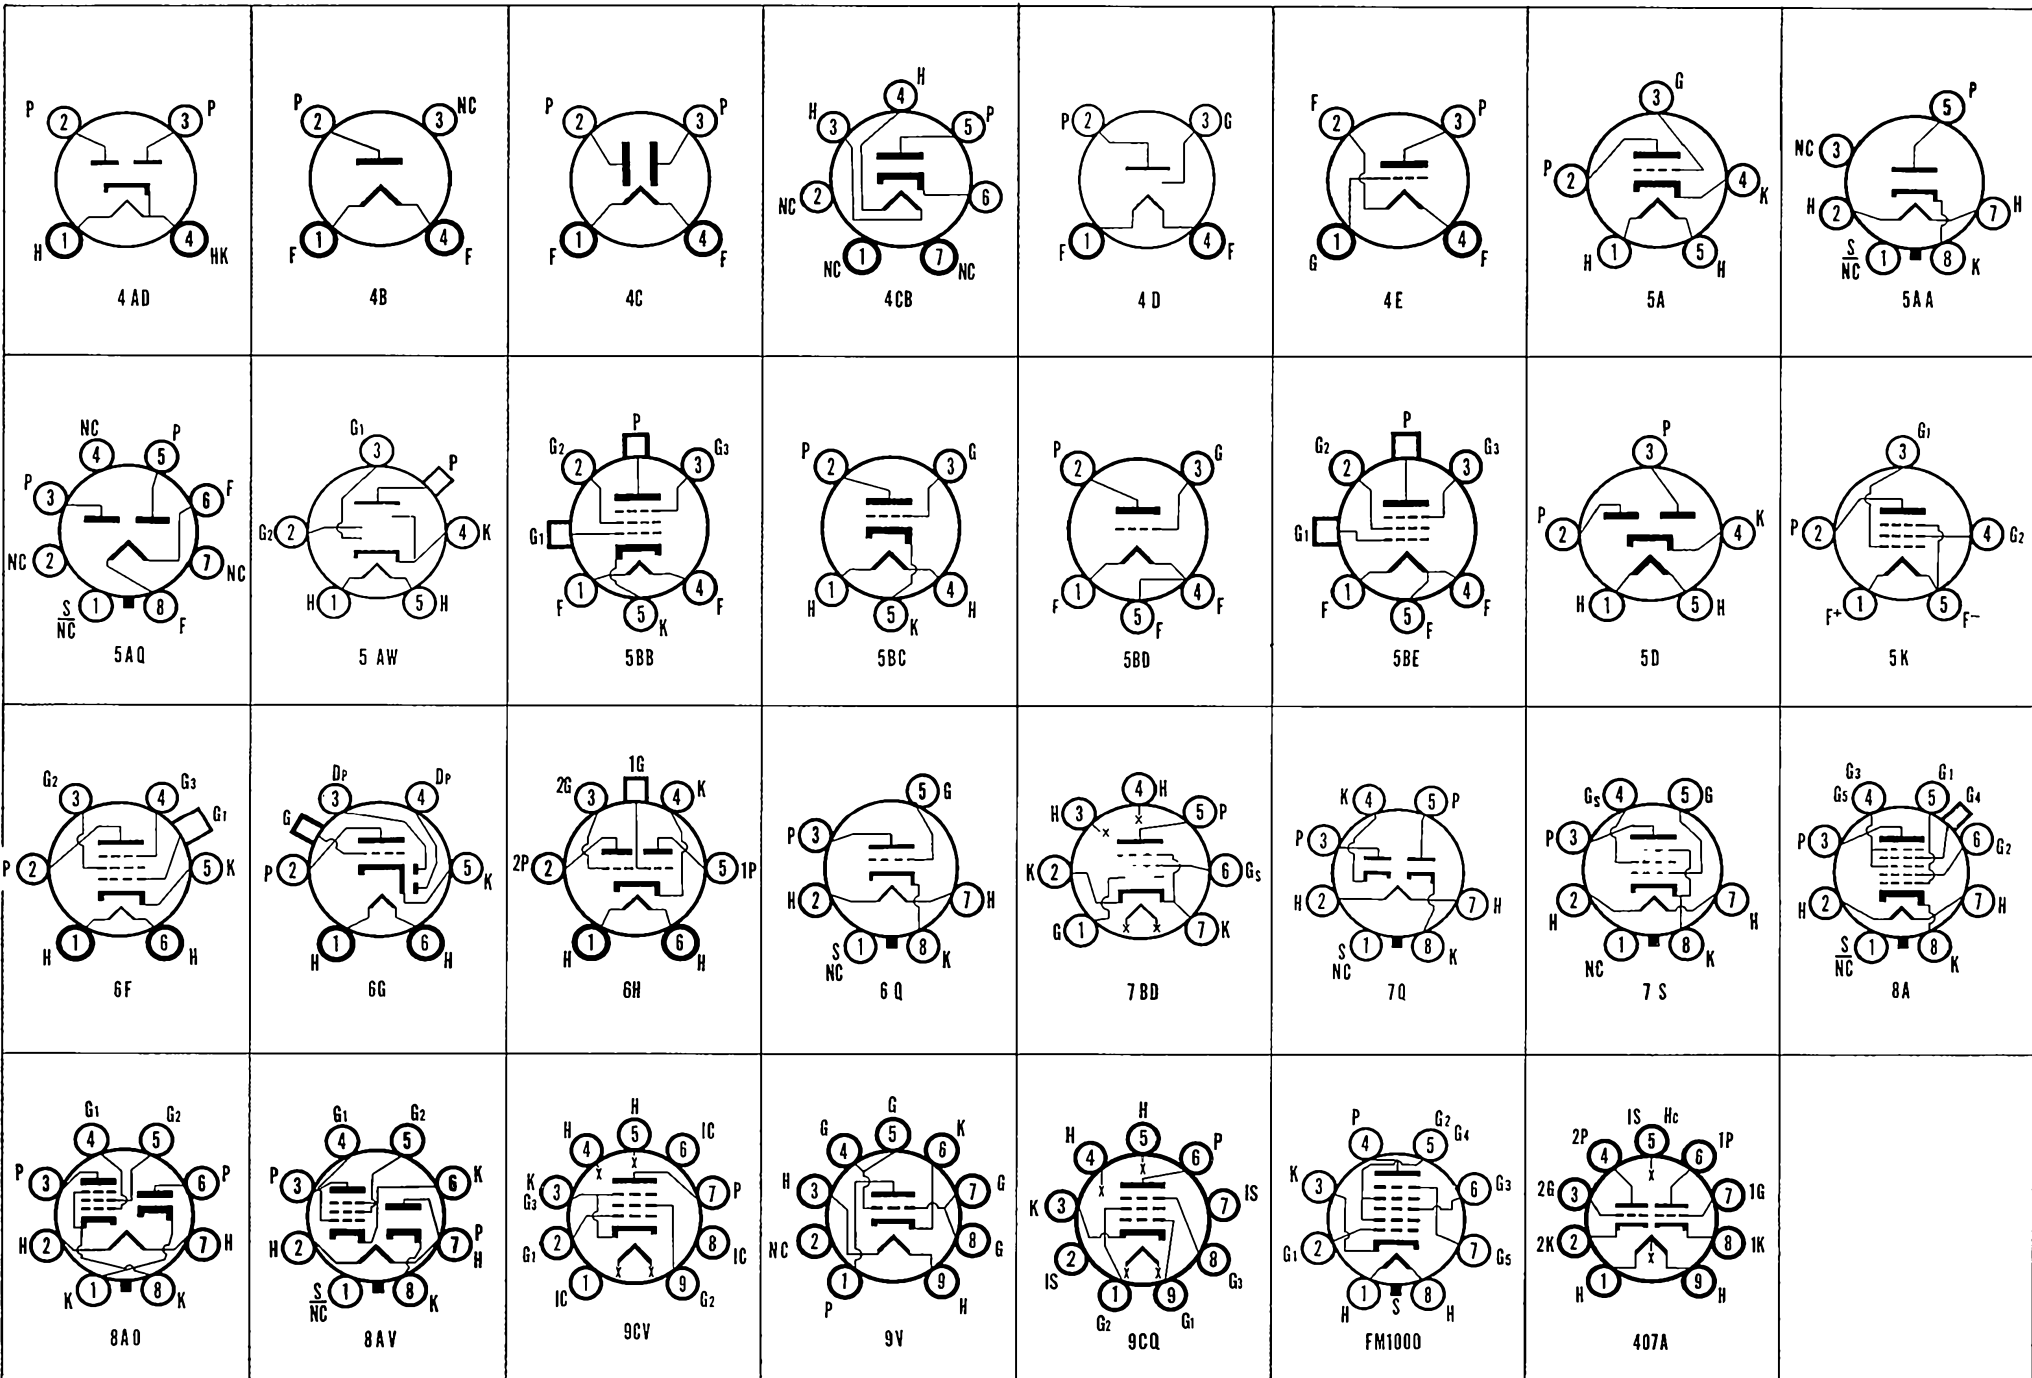 P 2 3 P
H 1 4 HK
4AD
P 2 3 NC
F 1 4 F
4B
P 2 3 P
F 1 4 F
4C
H
H 3 4 5 P
NC 2 6
NC 1 7 NC
4CB
P 2 3 G
F 1 4 F
4D
F 2 3 P
G 1 4 F
4E
G
3
P 2 4 K
H 1 5 H
5A
5 P
NC 3
H 2 7 H
S/NC 1 8 K
5AA
NC 4 5 P
P 3 6 F
NC 2 7 NC
S/NC 1 8 F
5AQ
G1 3 P
G2 2 4 K
H 1 5 H
5AW
P
G2 2 3 G3
G1
F 1 4 F
5 K
5BB
P 2 3 G
H 1 4 H
5 K
5BC
P 2 3 G
F 1 4 F
5 F
5BD
P
G2 2 3 G3
G1
F 1 4 F
5 F
5BE
P
3
P 2 4 K
H 1 5 H
5D
3 G1
P 2 4 G2
F+ 1 5 F-
5K
G2 3 4 G3
G1
P 2 5 K
H 1 6 H
6F
DP 3 4 DP
G
P 2 5 K
H 1 6 H
6G
1G
2G 3 4 K
2P 2 5 1P
H 1 6 H
6H
5 G
P 3
H 2 7 H
S NC 1 8 K
6Q
4 H
H 3 5 P
K 2 6 GS
G 1 7 K
7BD
K 4 5 P
P 3
H 2 7 H
S NC 1 8 K
7Q
GS 4 5 G
P 3
H 2 7 H
NC 1 8 K
7S
G3 G1
G5 4 5 G4
P 3 6 G2
H 2 7 H
S/NC 1 8 K
8A
G1 4 5 G2
P 3 6 P
H 2 7 H
K 1 8 K
8AO
G1 4 5 G2
P 3 6 K
H 2 7 P H
S/NC 1 8 K
8AV
H
H 4 5 6 IC
K G3 3 7 P
2 8 IC
IC 1 9 G2
9CV
G
G 4 5 6 K
H 3 7 G
NC 2 8 G
P 1 9 H
9V
H
H 4 5 6 P
K 3 7 IS
IS 2 8 G3
G2 1 9 G1
9CQ
P 4 5 G2 G4
K 3 6 G3
G1 2 7 G5
H 1 S 8 H
FM1000
IS HC
2P 4 5 6 1P
2G 3 7 1G
2K 2 8 1K
H 1 9 H
407A